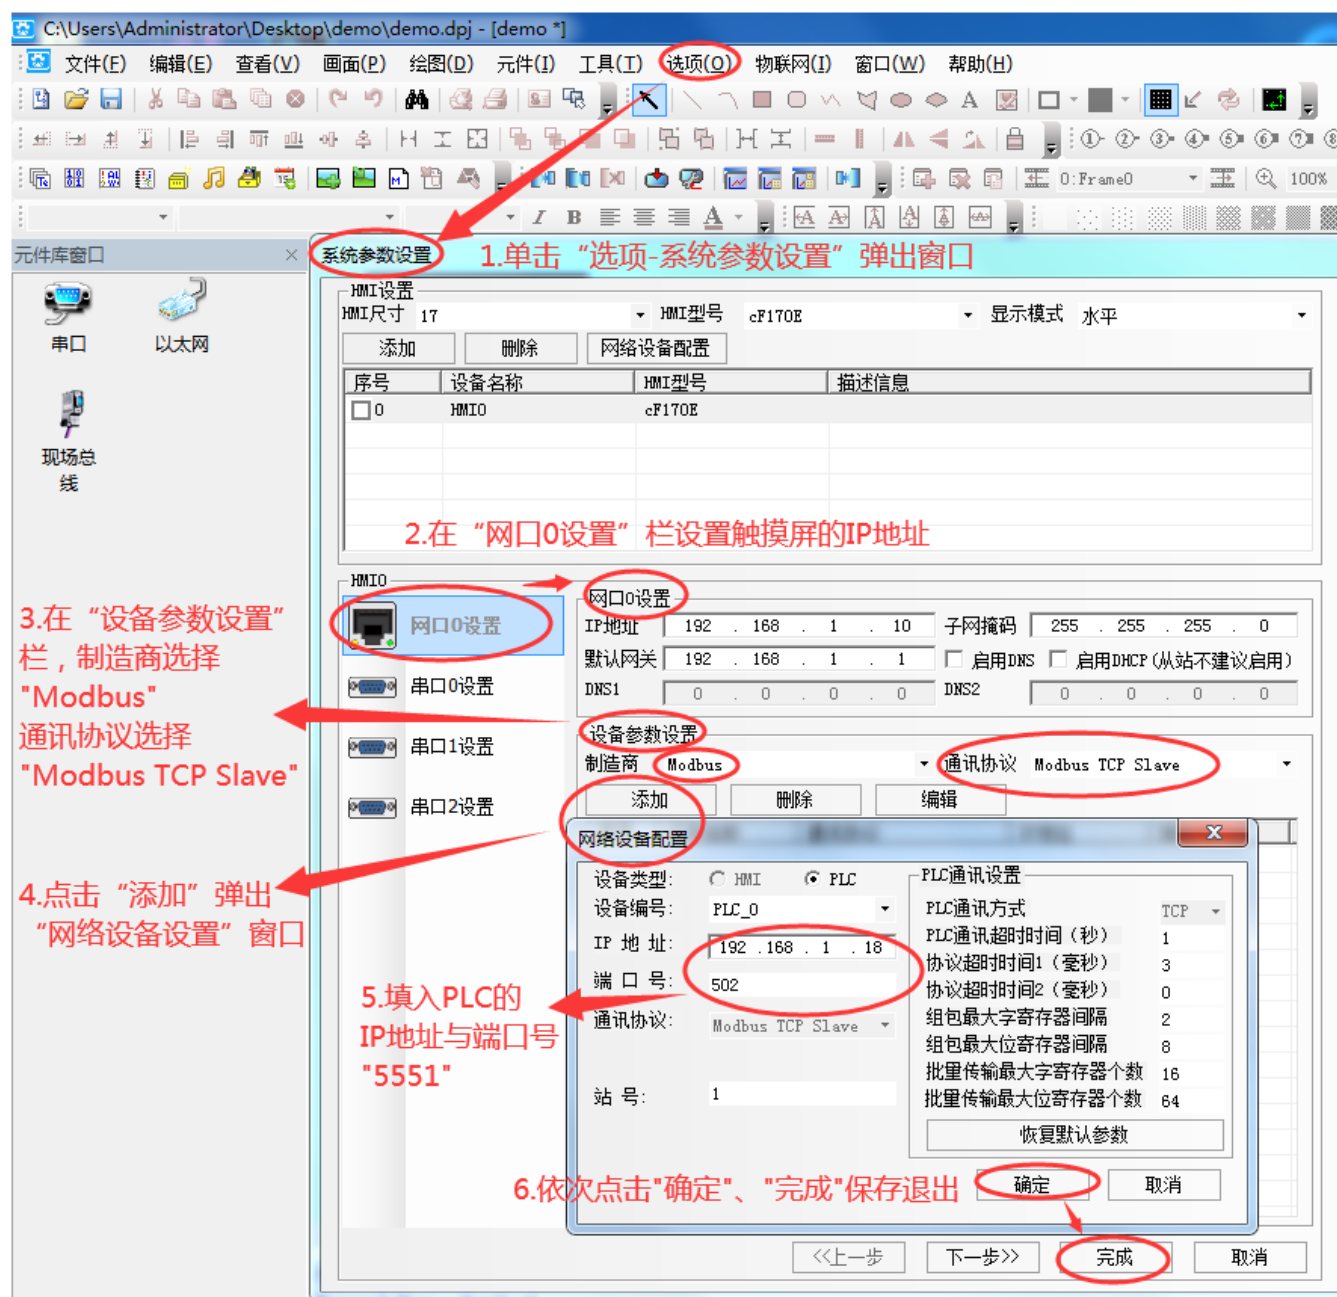 C:\Users\Administrator\Desktop\demo\demo.dpj - [demo *]
文件(F) 编辑(E) 查看(V) 画面(P) 绘图(D) 元件(I) 工具(T) 选项(O) 物联网(I) 窗口(W) 帮助(H)
0:Frame0 100%
元件库窗口
系统参数设置
1.单击“选项-系统参数设置”弹出窗口
串口 以太网
现场总
线
HMI设置
HMI尺寸 17 HMI型号 cF170E 显示模式 水平
添加 删除 网络设备配置
序号 设备名称 HMI型号 描述信息
0 HMI0 cF170E
2.在“网口0设置”栏设置触摸屏的IP地址
HMI0
网口0设置
串口0设置
串口1设置
串口2设置
3.在“设备参数设置”
栏，制造商选择
"Modbus"
通讯协议选择
"Modbus TCP Slave"
4.点击“添加”弹出
“网络设备设置”窗口
网口0设置
IP地址 192 . 168 . 1 . 10 子网掩码 255 . 255 . 255 . 0
默认网关 192 . 168 . 1 . 1 启用DNS 启用DHCP(从站不建议启用)
DNS1 0 . 0 . 0 . 0 DNS2 0 . 0 . 0 . 0
设备参数设置
制造商 Modbus 通讯协议 Modbus TCP Slave
添加 删除 编辑
网络设备配置
设备类型: HMI PLC
设备编号: PLC_0
IP 地 址: 192 .168 . 1 . 18
端 口 号: 502
通讯协议: Modbus TCP Slave
站 号: 1
PLC通讯设置
PLC通讯方式 TCP
PLC通讯超时时间（秒） 1
协议超时时间1（毫秒） 3
协议超时时间2（毫秒） 0
组包最大字寄存器间隔 2
组包最大位寄存器间隔 8
批量传输最大字寄存器个数 16
批量传输最大位寄存器个数 64
恢复默认参数
确定 取消
5.填入PLC的
IP地址与端口号
"5551"
6.依次点击"确定"、"完成"保存退出
<<上一步 下一步>> 完成 取消